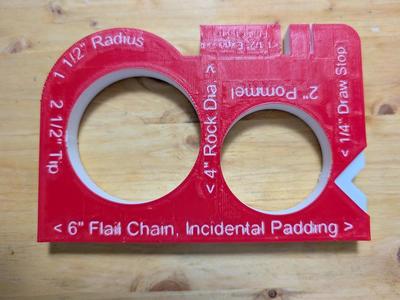 1 1/2" Radius
2 1/2" Tip
< 4" Rock Dia >
2" Pommel
< 1/4" Draw Stop
< 6" Flail Chain, Incidental Padding >